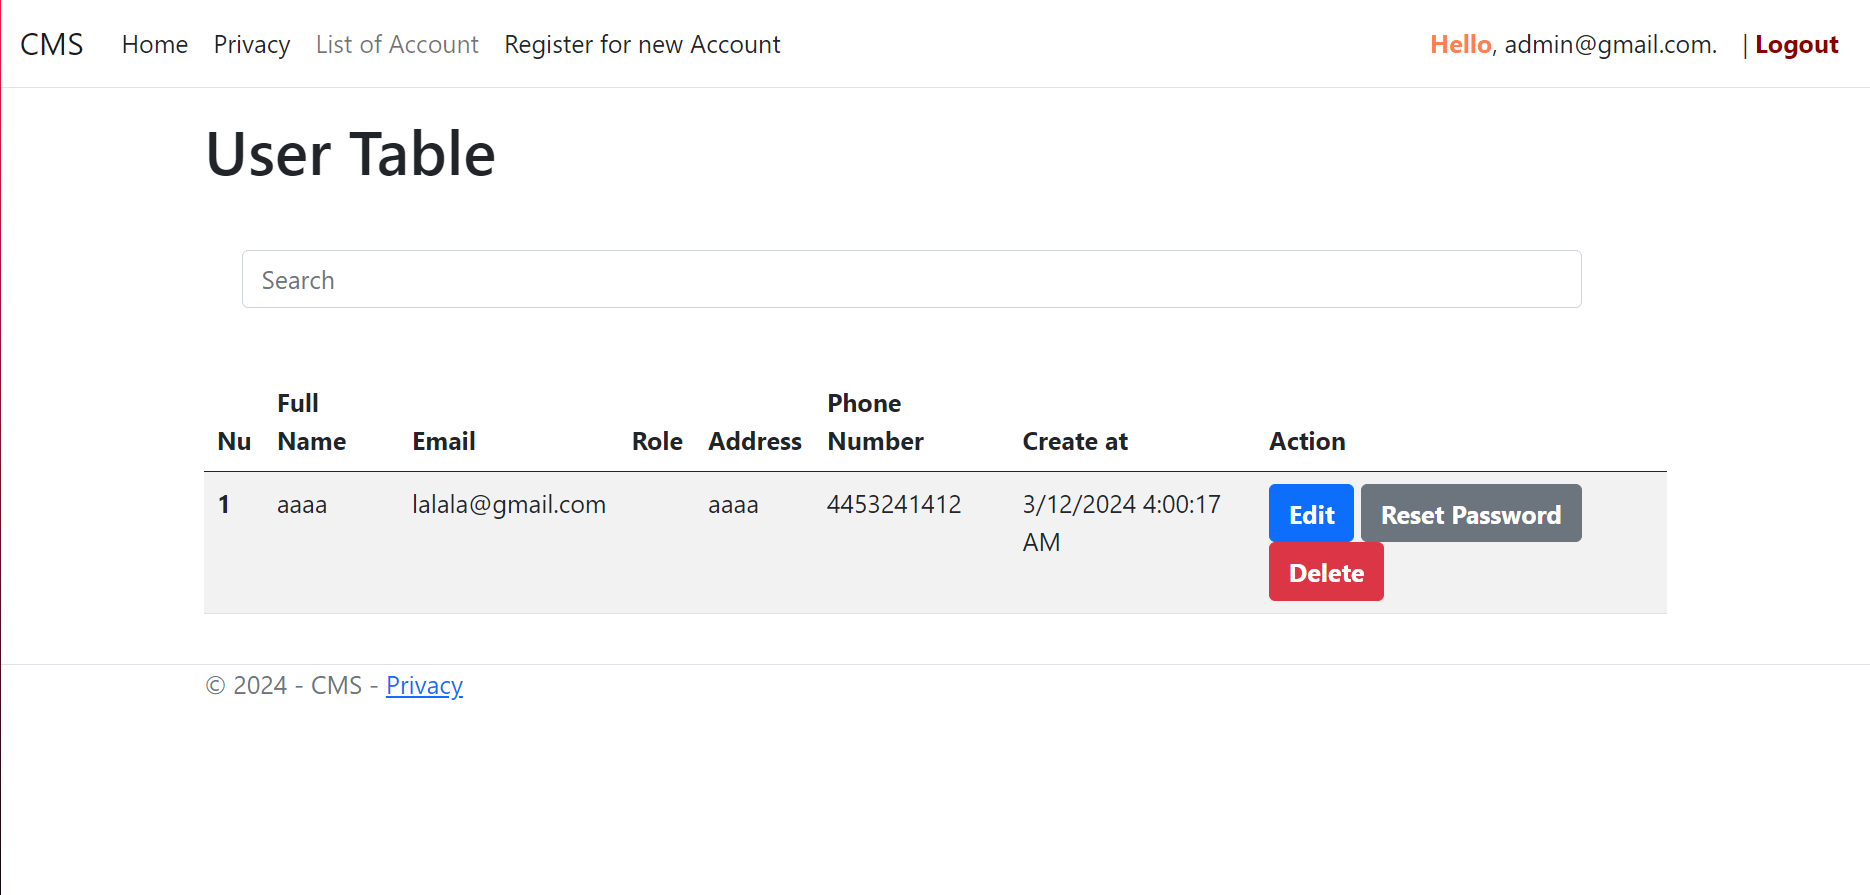 CMS Home Privacy List of Account Register for new Account Hello, admin@gmail.com. | Logout
User Table
Search
Nu Full Name Email Role Address Phone Number Create at Action
1 aaaa lalala@gmail.com aaaa 4453241412 3/12/2024 4:00:17 AM Edit Reset Password
Delete
© 2024 - CMS - Privacy